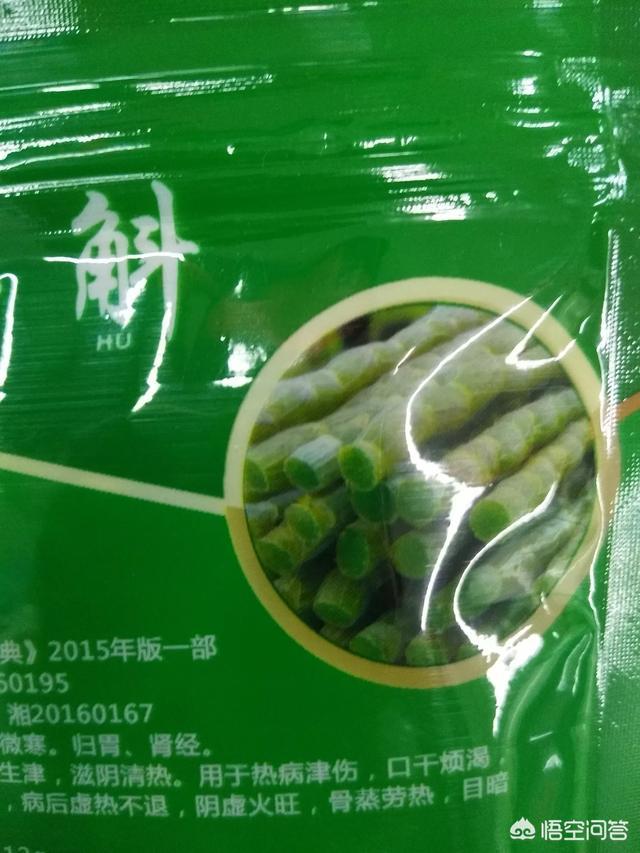 斛
HU
典》2015年版一部
60195
湘20160167
微寒。归胃、肾经。
生津，滋阴清热。用于热病津伤，口干烦渴，
，病后虚热不退，阴虚火旺，骨蒸劳热，目暗
悟空问答